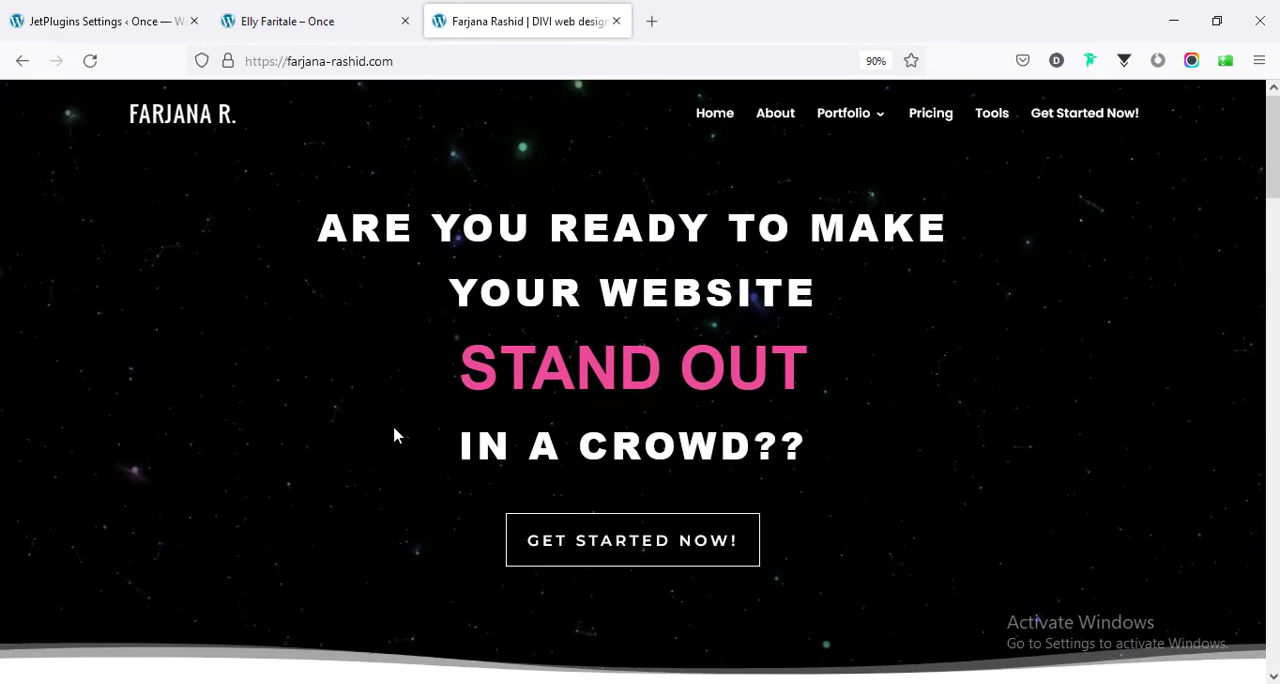 JetPlugins Settings ‹ Once — W
Elly Faritale – Once
Farjana Rashid | DIVI web desig
https://farjana-rashid.com
90%
FARJANA R.
Home About Portfolio Pricing Tools Get Started Now!
ARE YOU READY TO MAKE
YOUR WEBSITE
STAND OUT
IN A CROWD??
GET STARTED NOW!
Activate Windows
Go to Settings to activate Windows.